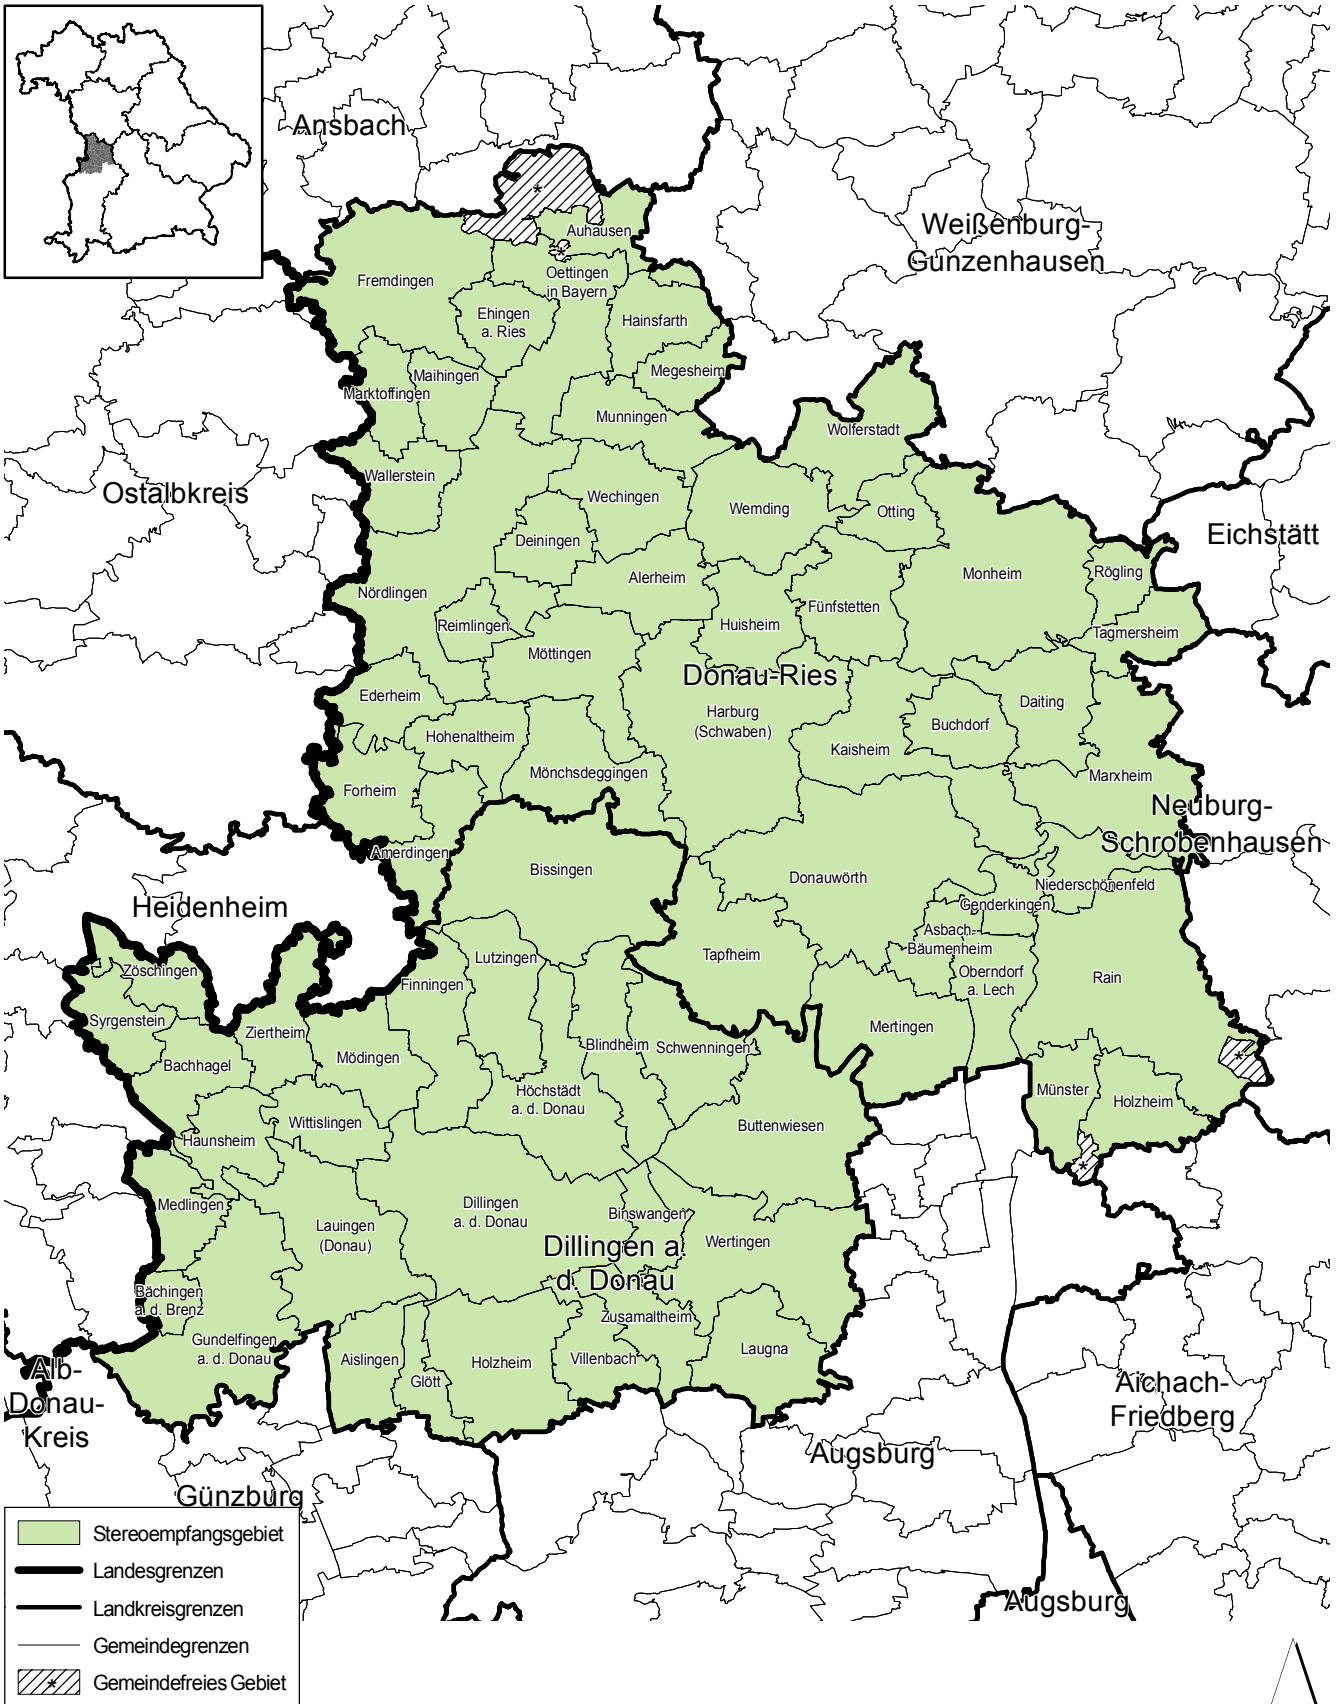 Ansbach
Weißenburg-
Gunzenhausen
Auhausen
Fremdingen
Oettingen
in Bayern
Ehingen
a. Ries
Hainsfarth
Maihingen
Megesheim
Marktoffingen
Munningen
Wolferstadt
Wallerstein
Ostalbkreis
Wechingen
Wemding
Otting
Eichstätt
Deiningen
Alerheim
Monheim
Rögling
Nördlingen
Fünfstetten
Reimlingen
Huisheim
Tagmersheim
Möttingen
Donau-Ries
Ederheim
Daiting
Harburg
(Schwaben)
Buchdorf
Hohenaltheim
Kaisheim
Mönchsdeggingen
Marxheim
Forheim
Neuburg-
Schrobenhausen
Amerdingen
Bissingen
Donauwörth
Niederschönenfeld
Genderkingen
Heidenheim
Asbach-
Bäumenheim
Tapfheim
Lutzingen
Zöschingen
Oberndorf
a. Lech
Rain
Finningen
Syrgenstein
Ziertheim
Mertingen
Mödingen
Blindheim
Schwenningen
Bachhagel
Höchstädt
a. d. Donau
Münster
Holzheim
Wittislingen
Buttenwiesen
Haunsheim
Medlingen
Dillingen
a. d. Donau
Binswangen
Lauingen
(Donau)
Wertingen
Dillingen a.
d. Donau
Bächingen
a. d. Brenz
Zusamaltheim
Gundelfingen
a. d. Donau
Aislingen
Glött
Holzheim
Villenbach
Laugna
Alb-
Donau-
Kreis
Aichach-
Friedberg
Augsburg
Günzburg
Augsburg
Stereoempfangsgebiet
Landesgrenzen
Landkreisgrenzen
Gemeindegrenzen
Gemeindefreies Gebiet